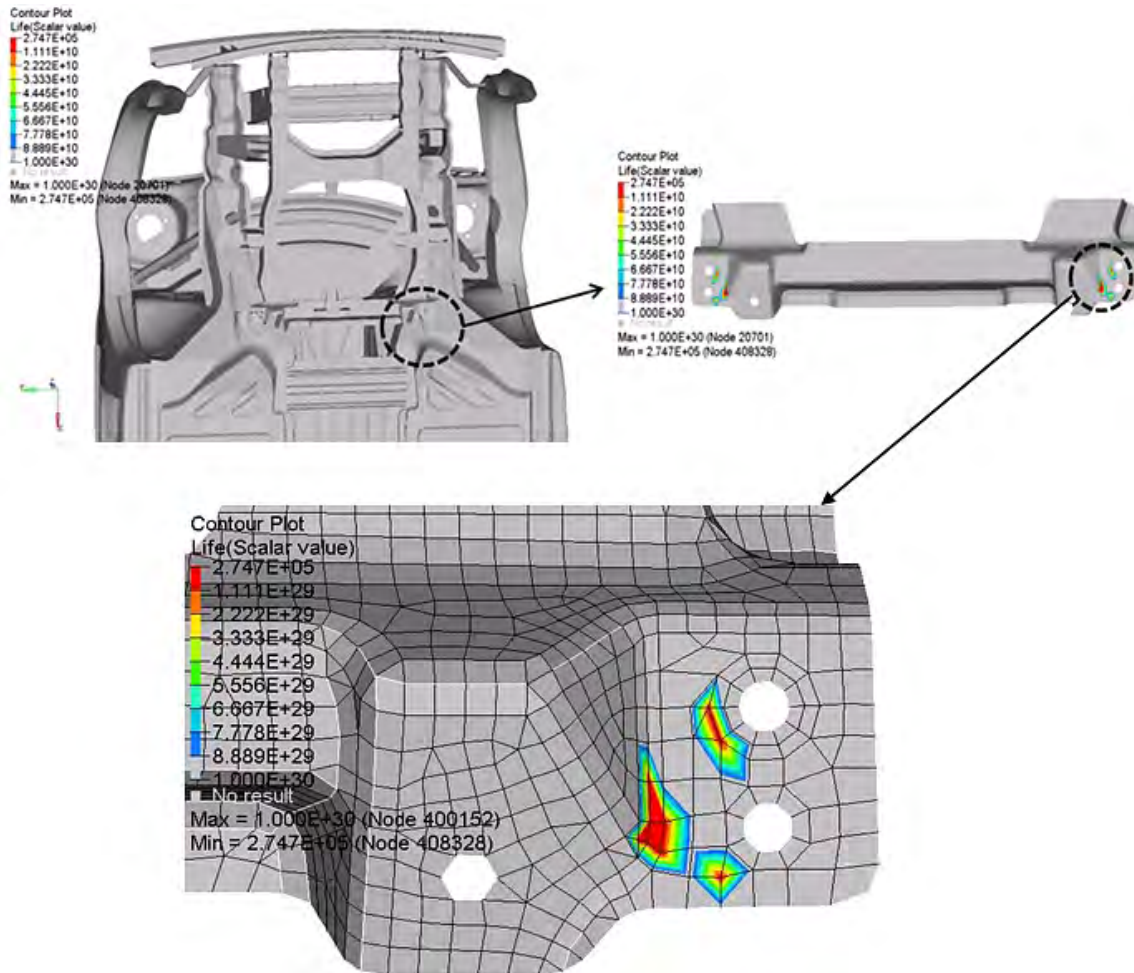 Contour Plot
Life(Scalar value)
2.747E+05
1.111E+10
2.222E+10
3.333E+10
4.445E+10
5.556E+10
6.667E+10
7.778E+10
8.889E+10
1.000E+30
No result
Max = 1.000E+30 (Node 20701)
Min = 2.747E+05 (Node 408328)
Contour Plot
Life(Scalar value)
2.747E+05
1.111E+10
2.222E+10
3.333E+10
4.445E+10
5.556E+10
6.667E+10
7.778E+10
8.889E+10
1.000E+30
No result
Max = 1.000E+30 (Node 20701)
Min = 2.747E+05 (Node 408328)
Contour Plot
Life(Scalar value)
2.747E+05
1.111E+29
2.222E+29
3.333E+29
4.444E+29
5.556E+29
6.667E+29
7.778E+29
8.889E+29
1.000E+30
No result
Max = 1.000E+30 (Node 400152)
Min = 2.747E+05 (Node 408328)